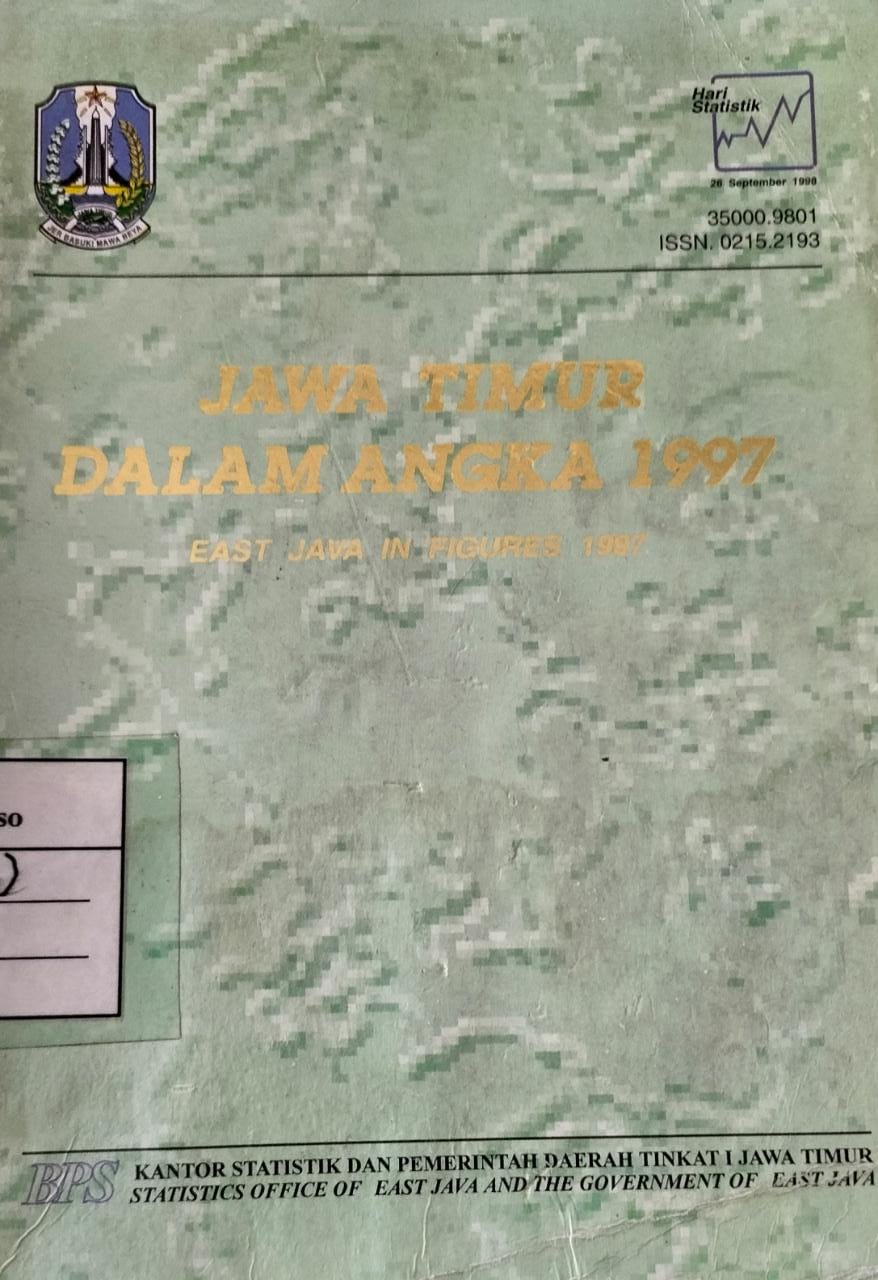 Hari
Statistik
26 September 1998
35000.9801
ISSN. 0215.2193
JER BASUKI MAWA BEYA
JAWA TIMUR
DALAM ANGKA 1997
EAST JAVA IN FIGURES 1997
so
BPS
KANTOR STATISTIK DAN PEMERINTAH DAERAH TINKAT I JAWA TIMUR
STATISTICS OFFICE OF EAST JAVA AND THE GOVERNMENT OF EAST JAVA